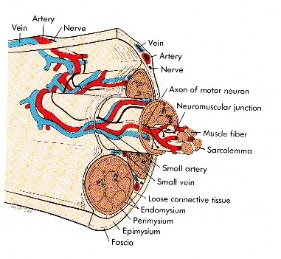 Artery
Vein
Nerve
Vein
Artery
Nerve
Axon of motor neuron
Neuromuscular junction
Muscle fiber
Sarcolemma
Small artery
Small vein
Loose connective tissue
Endomysium
Perimysium
Epimysium
Fascia